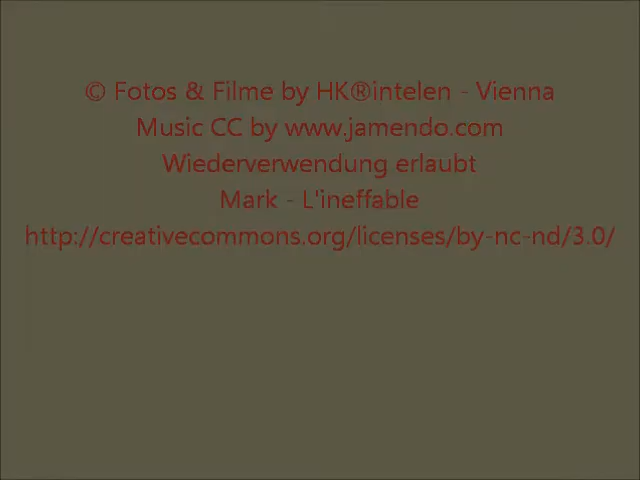 © Fotos & Filme by HK®intelen - Vienna
Music CC by www.jamendo.com
Wiederverwendung erlaubt
Mark - L'ineffable
http://creativecommons.org/licenses/by-nc-nd/3.0/